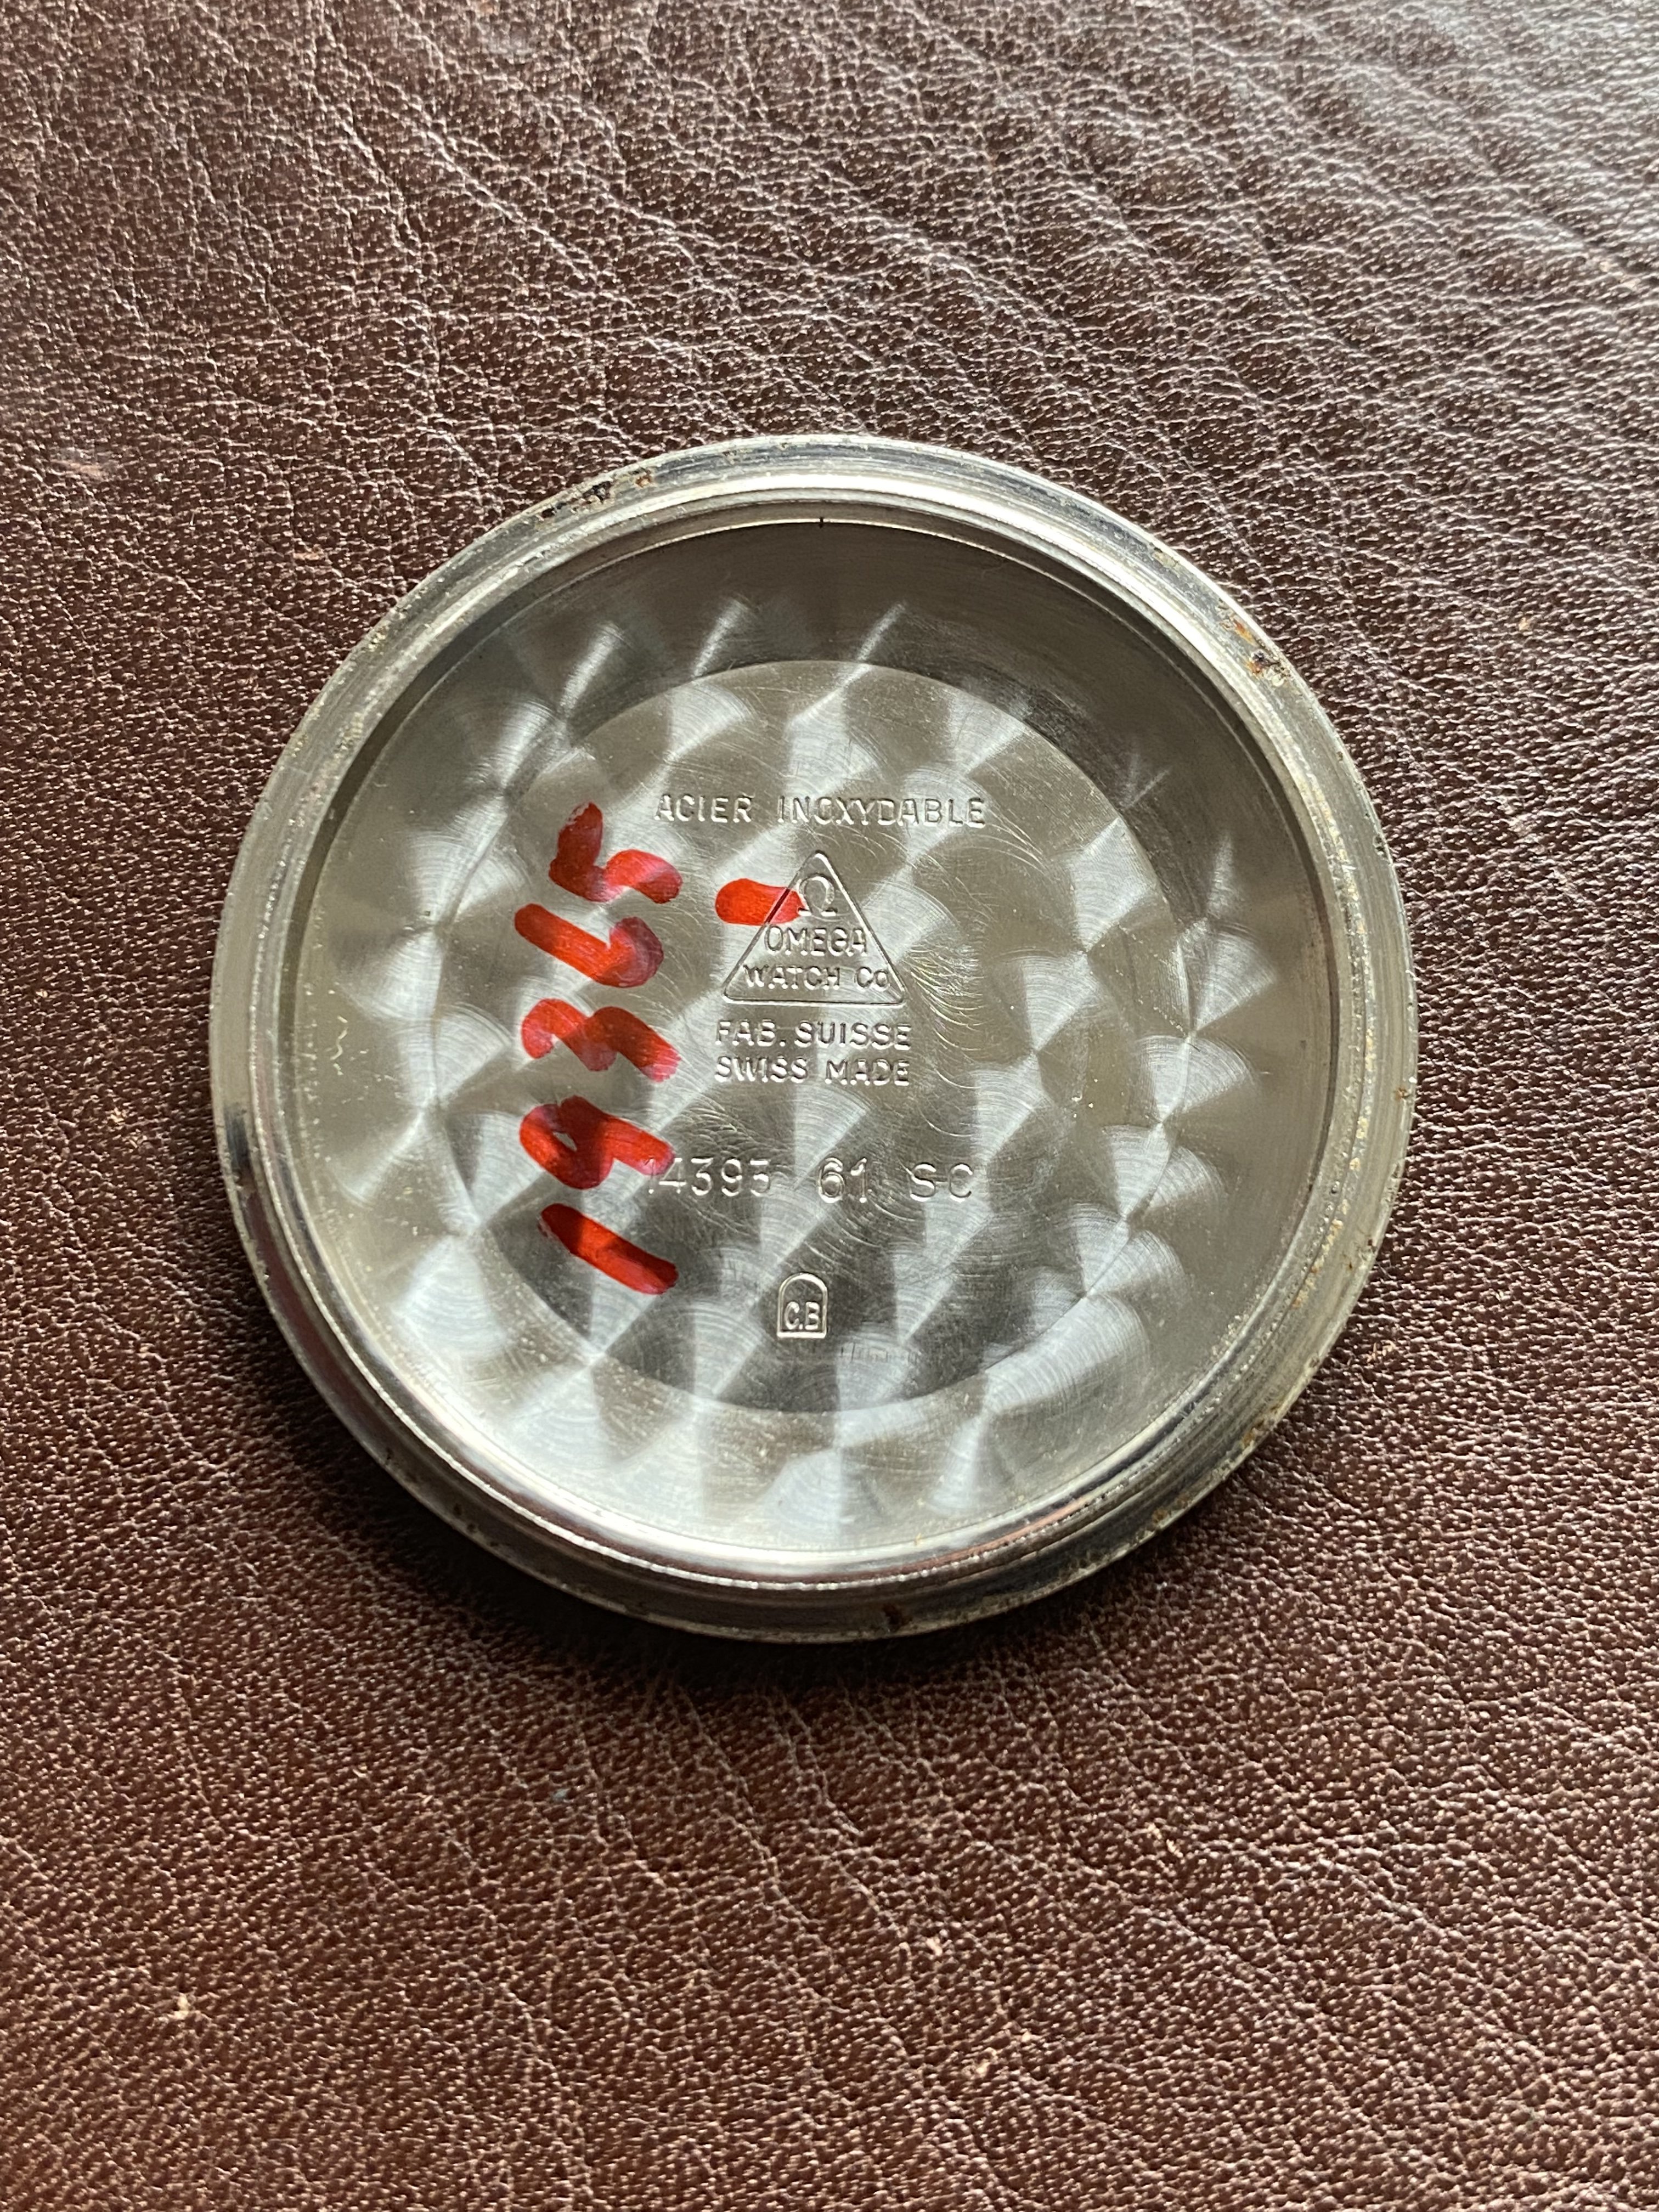 ACIER INOXYDABLE
Ω
OMEGA
WATCH Co
FAB. SUISSE
SWISS MADE
14393 61 SC
C.B
19365